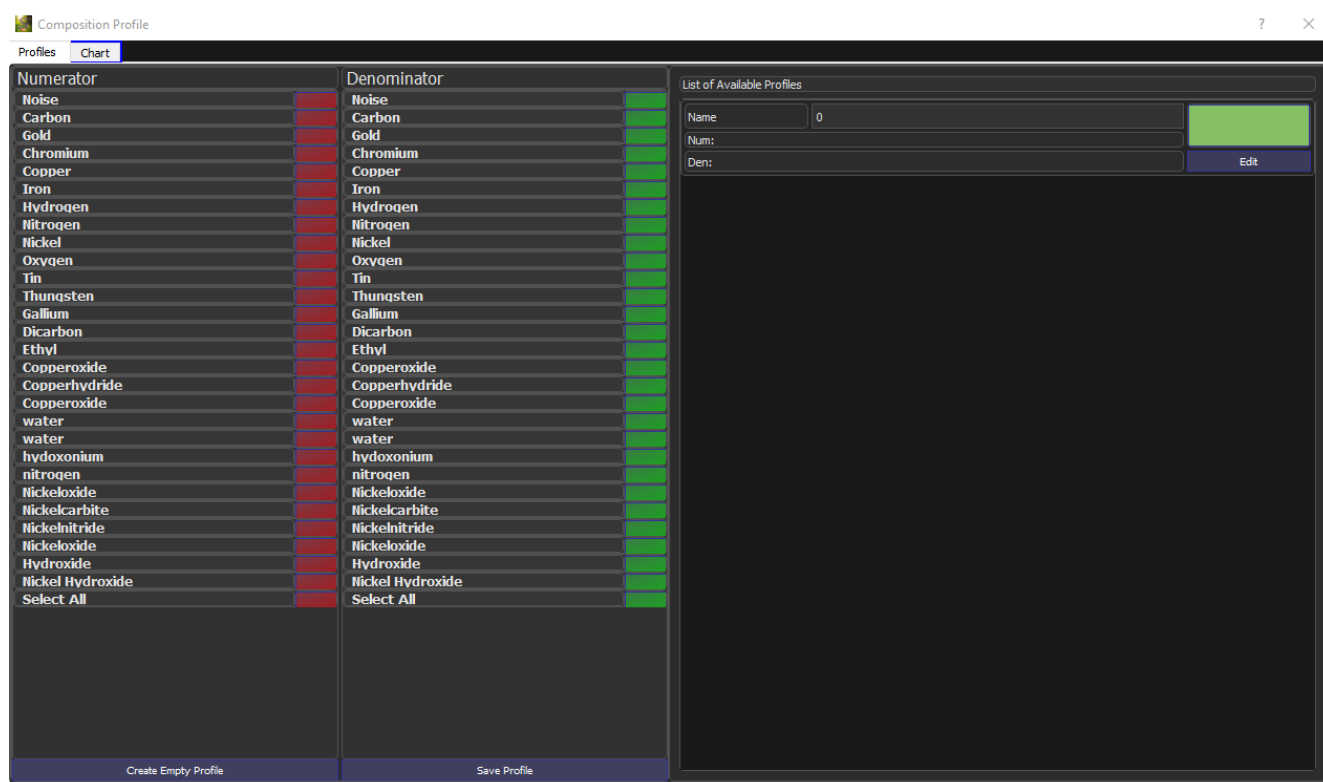 Composition Profile
Profiles
Chart
Numerator
Noise
Carbon
Gold
Chromium
Copper
Iron
Hydrogen
Nitrogen
Nickel
Oxygen
Tin
Thungsten
Gallium
Dicarbon
Ethyl
Copperoxide
Copperhydride
Copperoxide
water
water
hydoxonium
nitrogen
Nickeloxide
Nickelcarbite
Nickelnitride
Nickeloxide
Hydroxide
Nickel Hydroxide
Select All
Create Empty Profile
Denominator
Noise
Carbon
Gold
Chromium
Copper
Iron
Hydrogen
Nitrogen
Nickel
Oxygen
Tin
Thungsten
Gallium
Dicarbon
Ethyl
Copperoxide
Copperhydride
Copperoxide
water
water
hydoxonium
nitrogen
Nickeloxide
Nickelcarbite
Nickelnitride
Nickeloxide
Hydroxide
Nickel Hydroxide
Select All
Save Profile
List of Available Profiles
Name 0
Num:
Den:
Edit